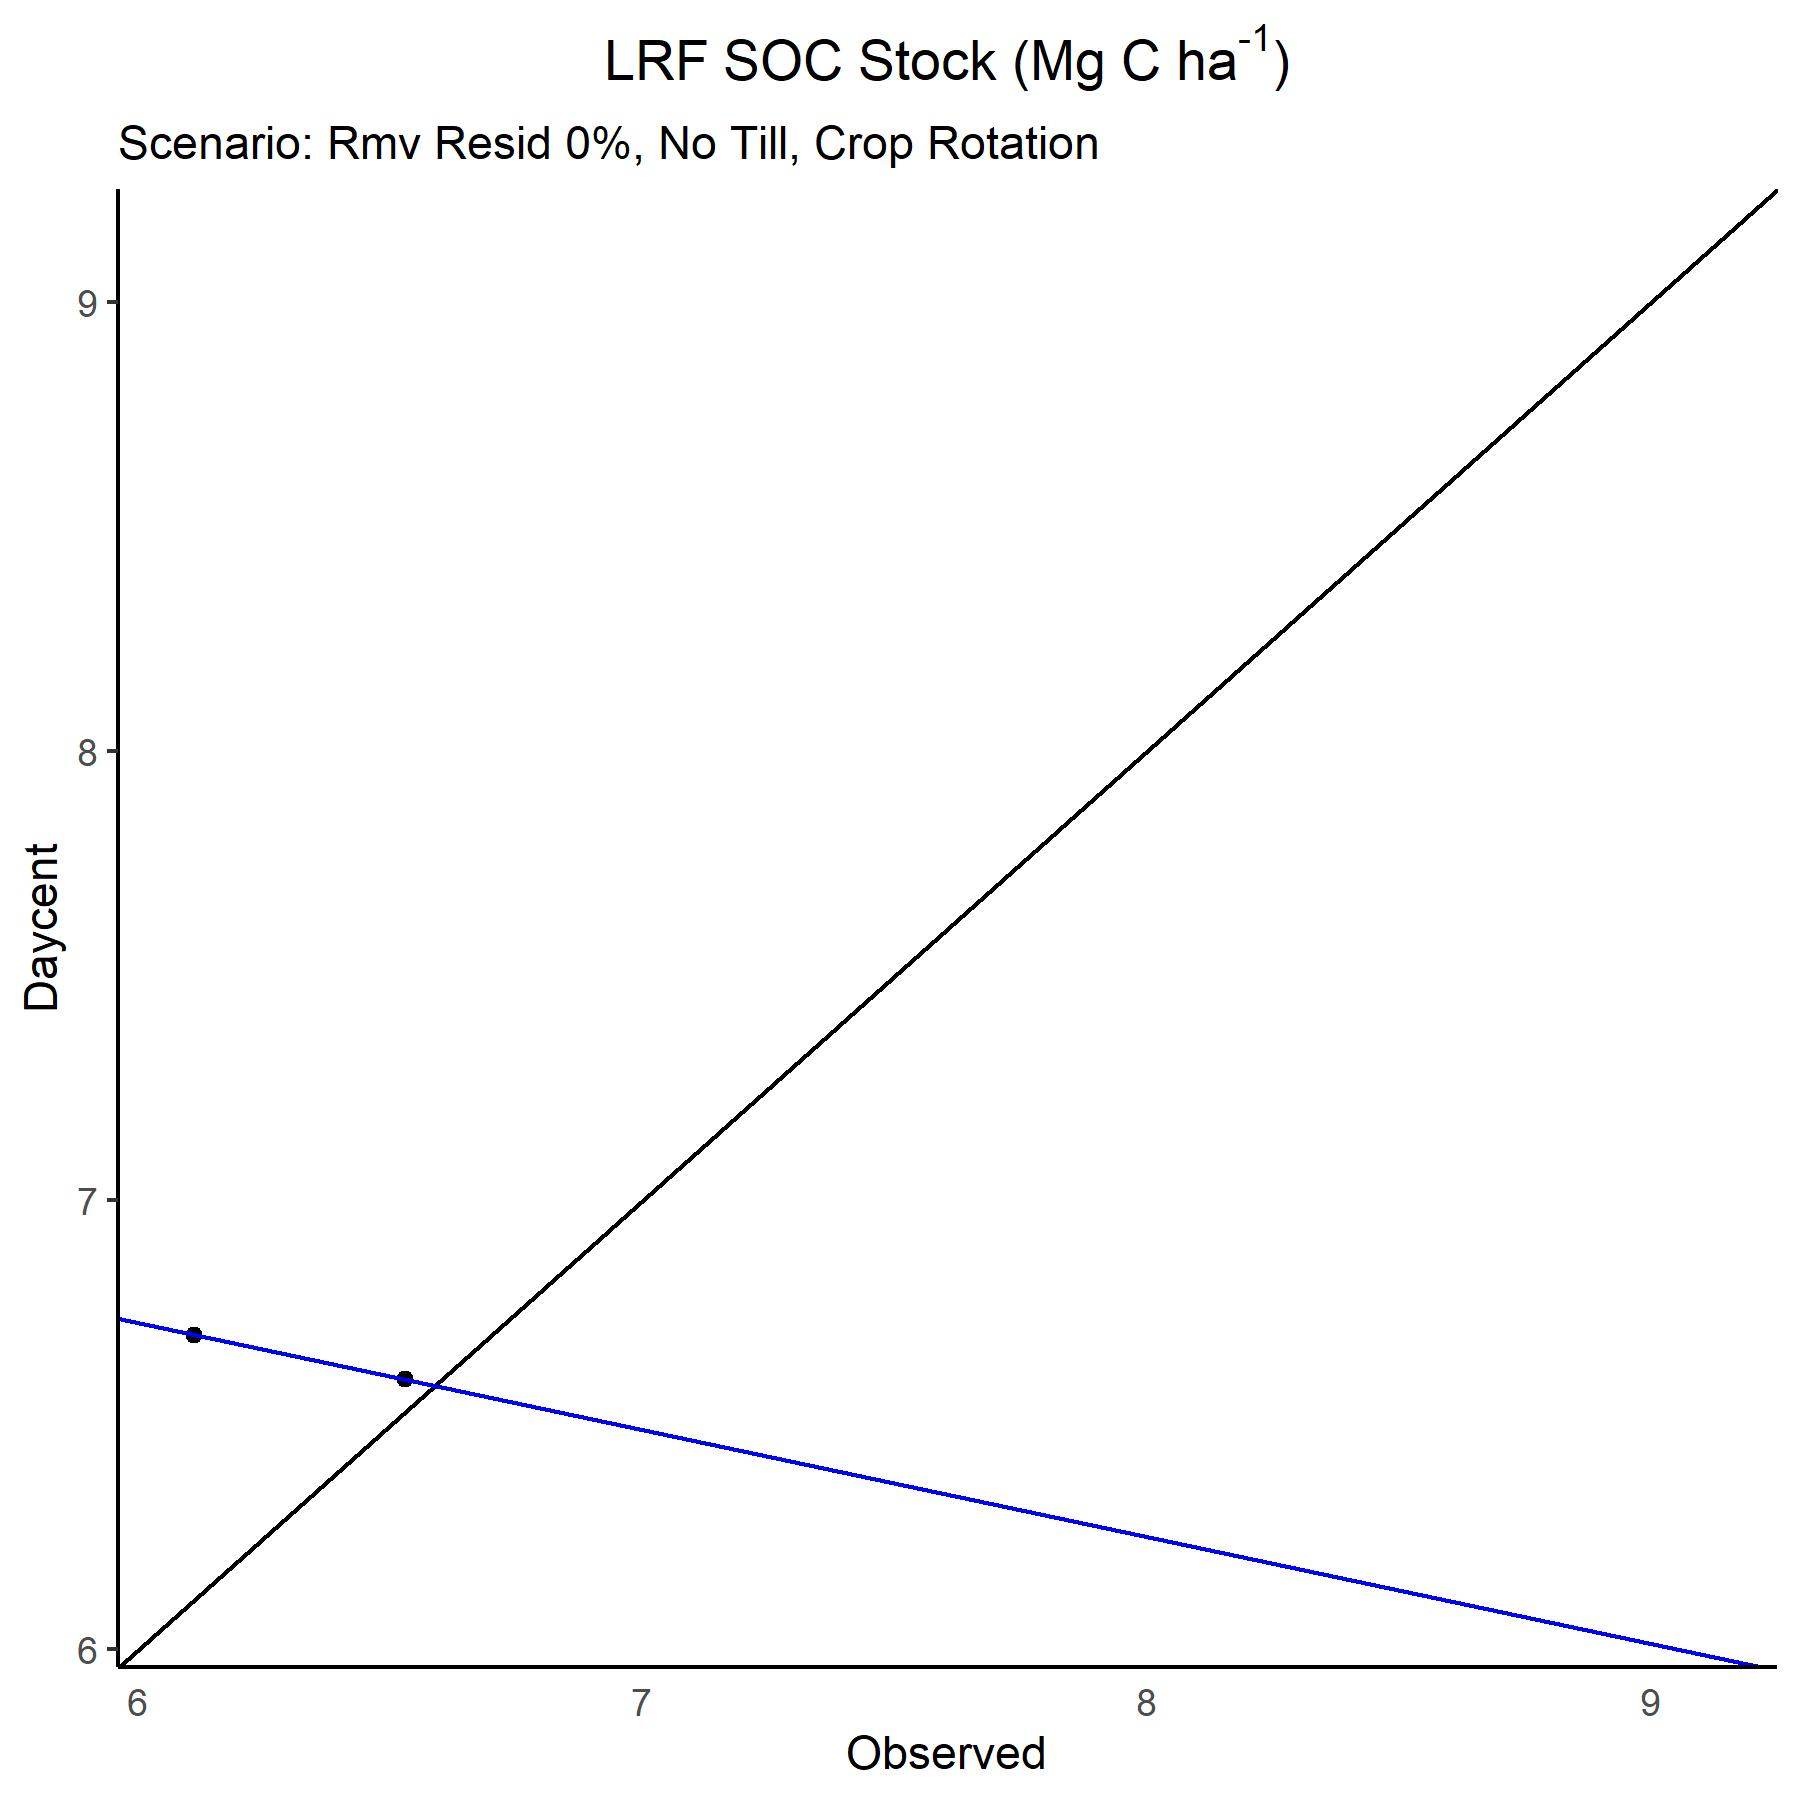 LRF SOC Stock (Mg C ha⁻¹)
Scenario: Rmv Resid 0%, No Till, Crop Rotation
9
8
7
6
Daycent
6 7 8 9
Observed